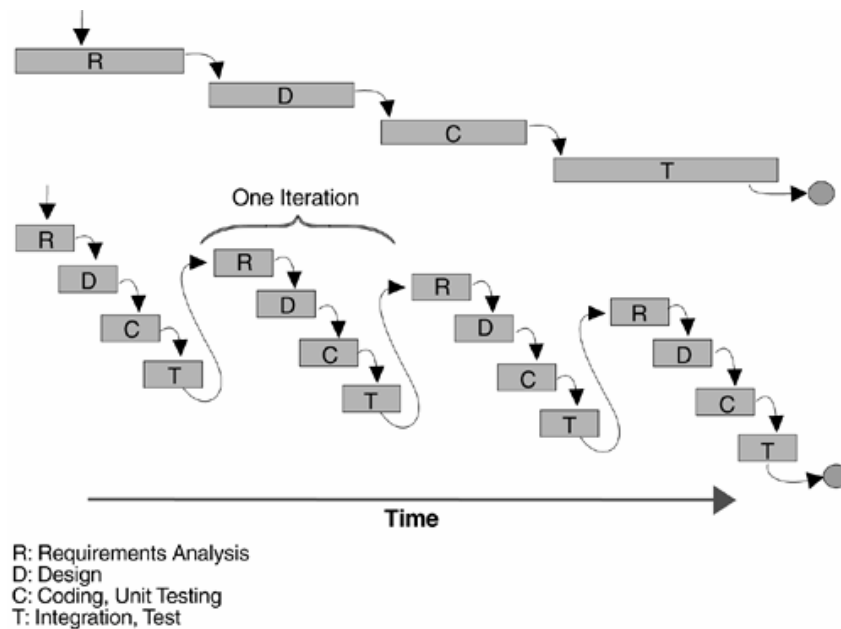 R
D
C
T
One Iteration
R
D
C
T
R
D
C
T
R
D
C
T
R
D
C
T
Time
R: Requirements Analysis
D: Design
C: Coding, Unit Testing
T: Integration, Test